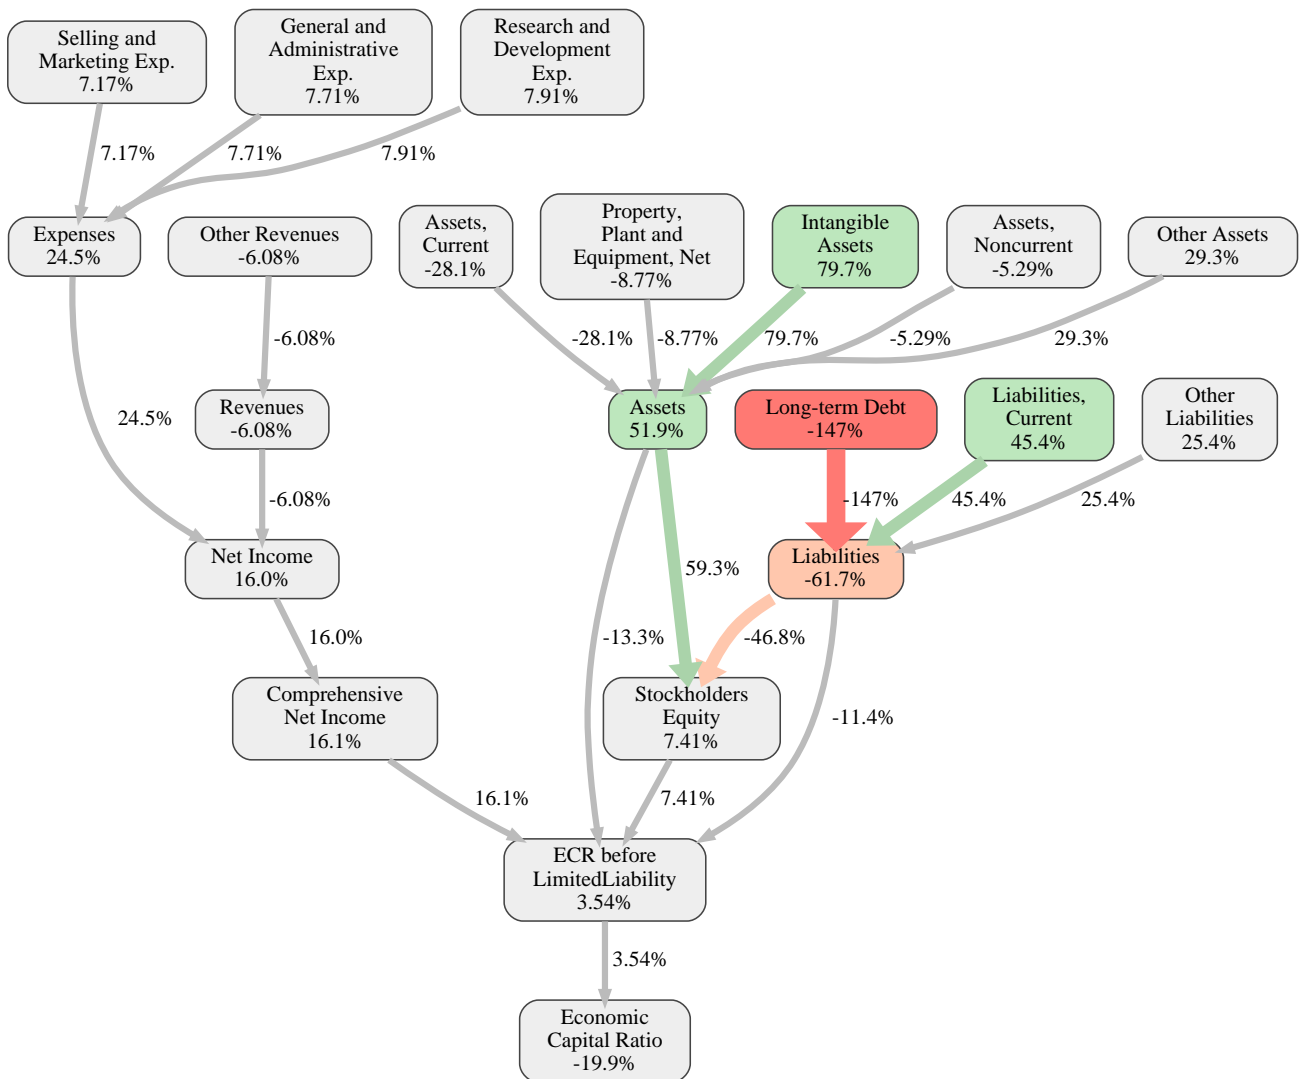 Selling and
Marketing Exp.
7.17%
General and
Administrative
Exp.
7.71%
Research and
Development
Exp.
7.91%
7.17%
7.71%
7.91%
Expenses
24.5%
Other Revenues
-6.08%
Assets,
Current
-28.1%
Property,
Plant and
Equipment, Net
-8.77%
Intangible
Assets
79.7%
Assets,
Noncurrent
-5.29%
Other Assets
29.3%
-6.08%
-28.1%
-8.77%
79.7%
-5.29%
29.3%
24.5%
Revenues
-6.08%
Assets
51.9%
Long-term Debt
-147%
Liabilities,
Current
45.4%
Other
Liabilities
25.4%
-6.08%
-147%
45.4%
25.4%
Net Income
16.0%
59.3%
Liabilities
-61.7%
16.0%
-13.3%
-46.8%
Comprehensive
Net Income
16.1%
Stockholders
Equity
7.41%
-11.4%
16.1%
7.41%
ECR before
LimitedLiability
3.54%
3.54%
Economic
Capital Ratio
-19.9%